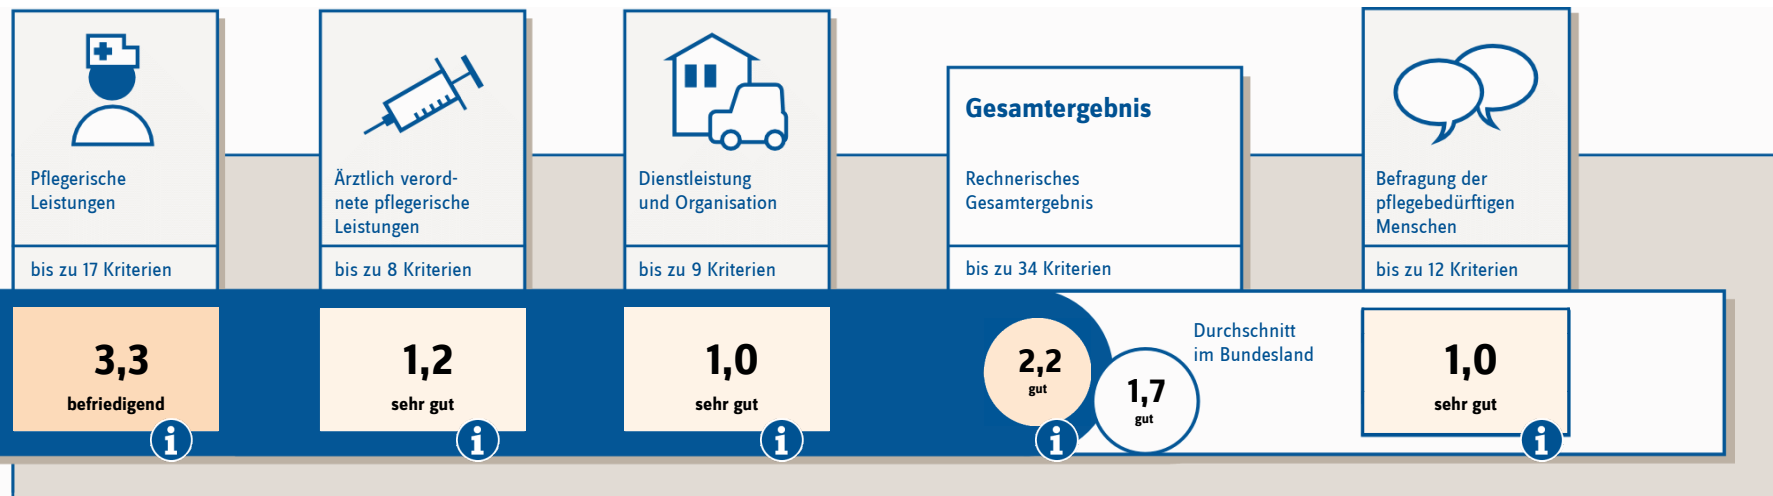 Pflegerische
Leistungen
bis zu 17 Kriterien
3,3
befriedigend
i
Ärztlich verord-
nete pflegerische
Leistungen
bis zu 8 Kriterien
1,2
sehr gut
i
Dienstleistung
und Organisation
bis zu 9 Kriterien
1,0
sehr gut
i
Gesamtergebnis
Rechnerisches
Gesamtergebnis
bis zu 34 Kriterien
2,2
gut
i
1,7
gut
Durchschnitt
im Bundesland
Befragung der
pflegebedürftigen
Menschen
bis zu 12 Kriterien
1,0
sehr gut
i